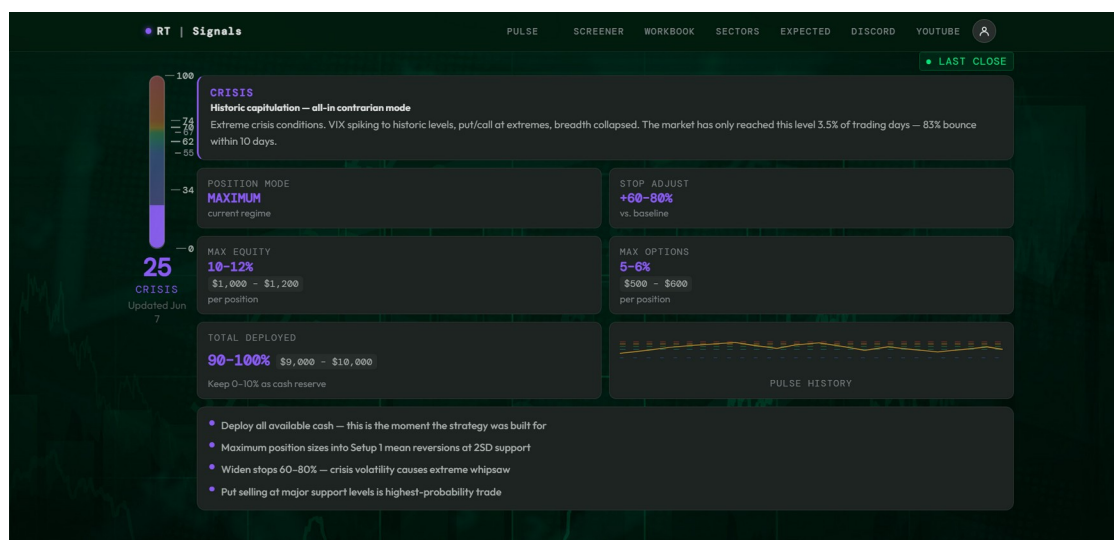 RT | Signals
PULSE SCREENER WORKBOOK SECTORS EXPECTED DISCORD YOUTUBE
LAST CLOSE
100
74
70
67
62
55
34
0
25
CRISIS
Updated Jun
7
CRISIS
Historic capitulation — all-in contrarian mode
Extreme crisis conditions. VIX spiking to historic levels, put/call at extremes, breadth collapsed. The market has only reached this level 3.5% of trading days — 83% bounce
within 10 days.
POSITION MODE
MAXIMUM
current regime
STOP ADJUST
+60-80%
vs. baseline
MAX EQUITY
10-12%
$1,000 – $1,200
per position
MAX OPTIONS
5-6%
$500 – $600
per position
TOTAL DEPLOYED
90-100% $9,000 – $10,000
Keep 0–10% as cash reserve
PULSE HISTORY
Deploy all available cash — this is the moment the strategy was built for
Maximum position sizes into Setup 1 mean reversions at 2SD support
Widen stops 60–80% — crisis volatility causes extreme whipsaw
Put selling at major support levels is highest-probability trade